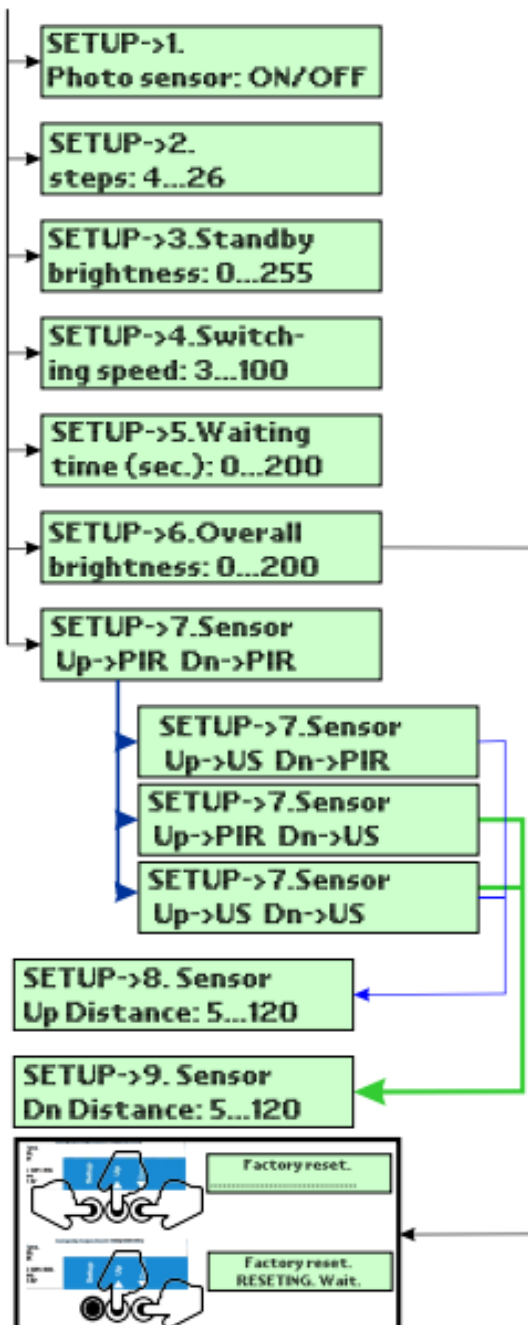 SETUP->1.
Photo sensor: ON/OFF
SETUP->2.
steps: 4...26
SETUP->3.Standby
brightness: 0...255
SETUP->4.Switch-
ing speed: 3...100
SETUP->5.Waiting
time (sec.): 0...200
SETUP->6.Overall
brightness: 0...200
SETUP->7.Sensor
Up->PIR Dn->PIR
SETUP->7.Sensor
Up->US Dn->PIR
SETUP->7.Sensor
Up->PIR Dn->US
SETUP->7.Sensor
Up->US Dn->US
SETUP->8. Sensor
Up Distance: 5...120
SETUP->9. Sensor
Dn Distance: 5...120
Setup
Up
Factory reset.
Setup
Up
Factory reset.
RESETING. Wait.